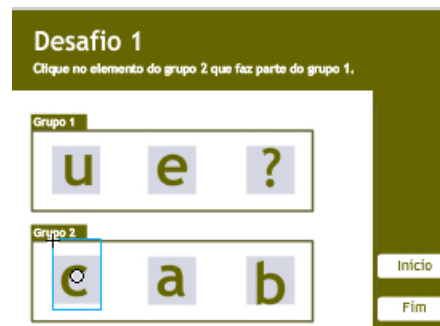 Desafio 1
Clique no elemento do grupo 2 que faz parte do grupo 1.
Grupo 1
u e ?
Grupo 2
c a b
Início
Fim